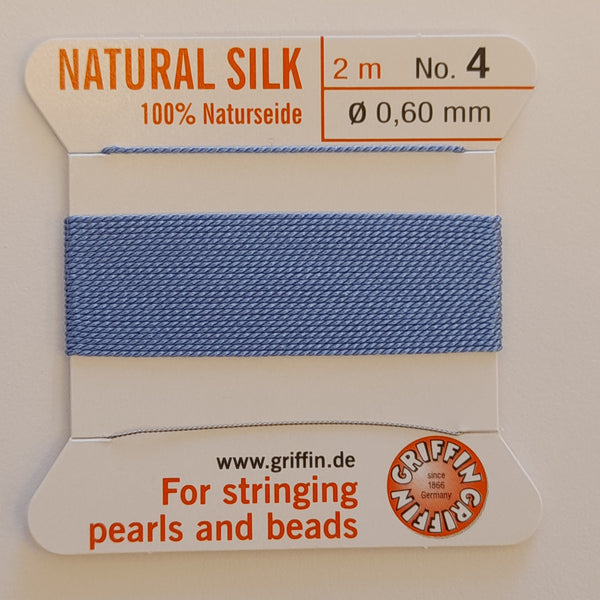 NATURAL SILK
100% Naturseide
2 m No. 4
Ø 0,60 mm
www.griffin.de
For stringing
pearls and beads
GRIFFIN GRIFFIN
since
1866
Germany